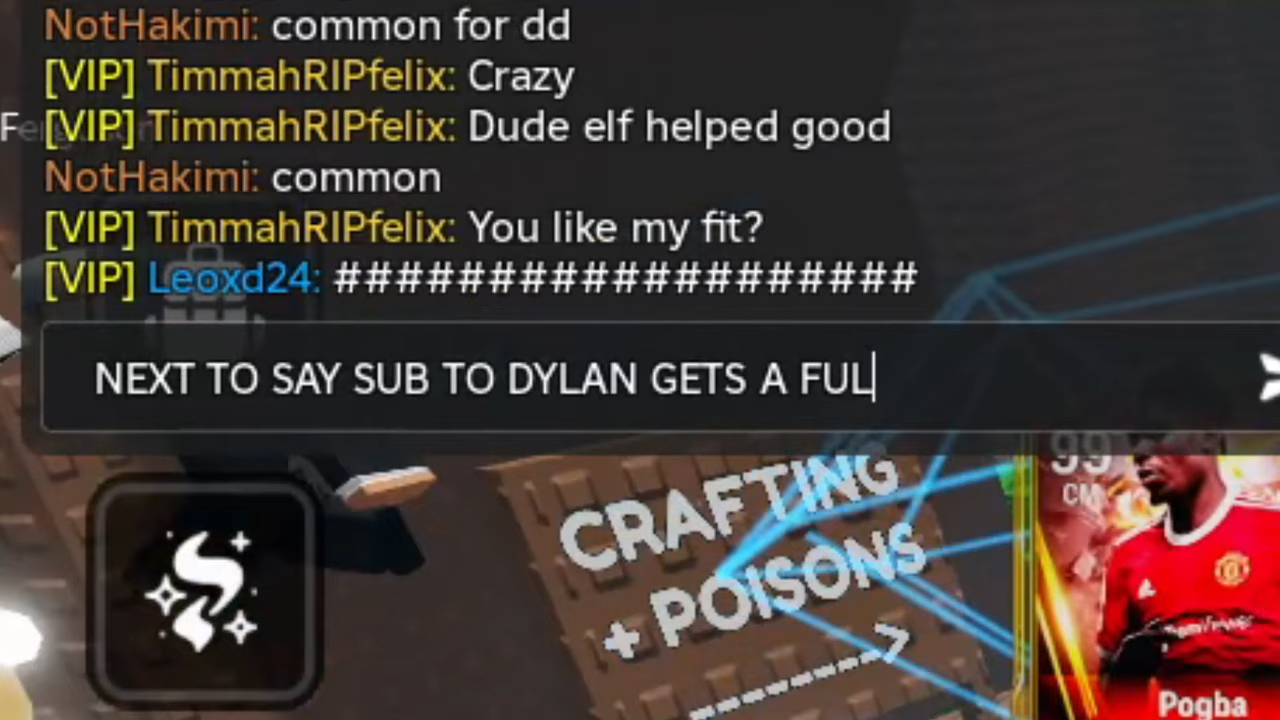 NotHakimi: common for dd
[VIP] TimmahRIPfelix: Crazy
[VIP] TimmahRIPfelix: Dude elf helped good
NotHakimi: common
[VIP] TimmahRIPfelix: You like my fit?
[VIP] Leoxd24: ###################
NEXT TO SAY SUB TO DYLAN GETS A FUL
CRAFTING
+ POISONS
--------->
99
CM
Pogba